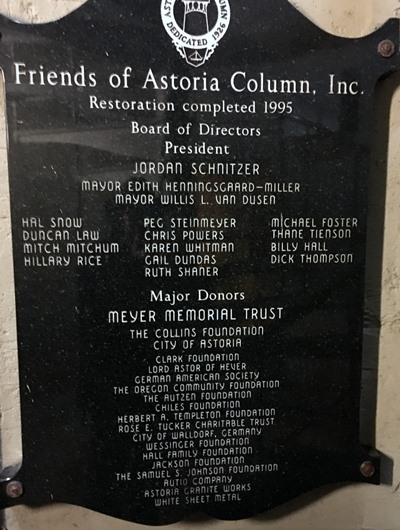 ASTO
COLUMN
DEDICATED 1926
Friends of Astoria Column, Inc.
Restoration completed 1995
Board of Directors
President
JORDAN SCHNITZER
MAYOR EDITH HENNINGSGAARD-MILLER
MAYOR WILLIS L. VAN DUSEN
HAL SNOW PEG STEINMEYER MICHAEL FOSTER
DUNCAN LAW CHRIS POWERS THANE TIENSON
MITCH MITCHUM KAREN WHITMAN BILLY HALL
HILLARY RICE GAIL DUNDAS DICK THOMPSON
RUTH SHANER
Major Donors
MEYER MEMORIAL TRUST
THE COLLINS FOUNDATION
CITY OF ASTORIA
CLARK FOUNDATION
LORD ASTOR OF HEVER
GERMAN AMERICAN SOCIETY
THE OREGON COMMUNITY FOUNDATION
THE AUTZEN FOUNDATION
CHILES FOUNDATION
HERBERT A. TEMPLETON FOUNDATION
ROSE E. TUCKER CHARITABLE TRUST
CITY OF WALLDORF, GERMANY
WESSINGER FOUNDATION
HALL FAMILY FOUNDATION
JACKSON FOUNDATION
THE SAMUEL S. JOHNSON FOUNDATION
AUTIO COMPANY
ASTORIA GRANITE WORKS
WHITE SHEET METAL